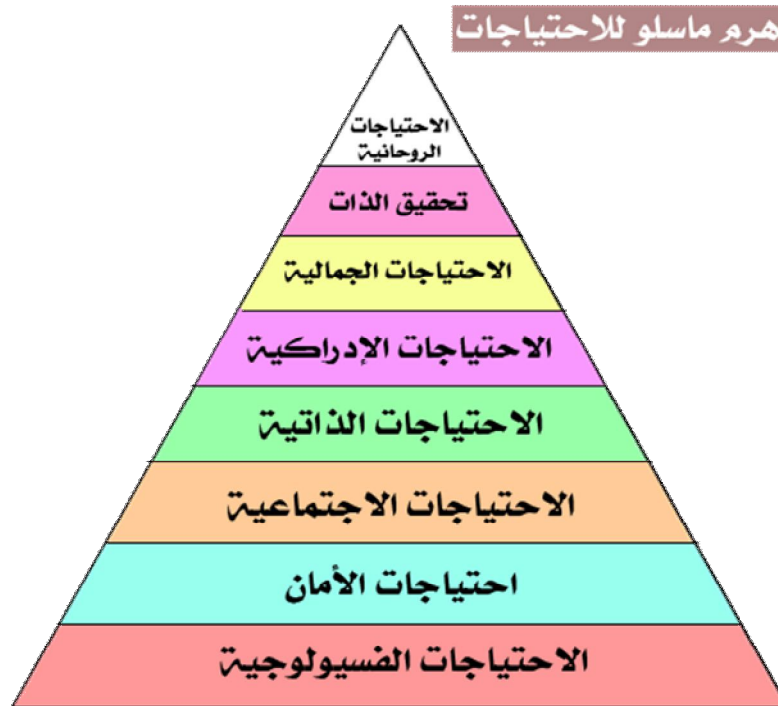 هرم ماسلو للاحتياجات
الاحتياجات
الروحانية
تحقيق الذات
الاحتياجات الجمالية
الاحتياجات الإدراكية
الاحتياجات الذاتية
الاحتياجات الاجتماعية
احتياجات الأمان
الاحتياجات الفسيولوجية